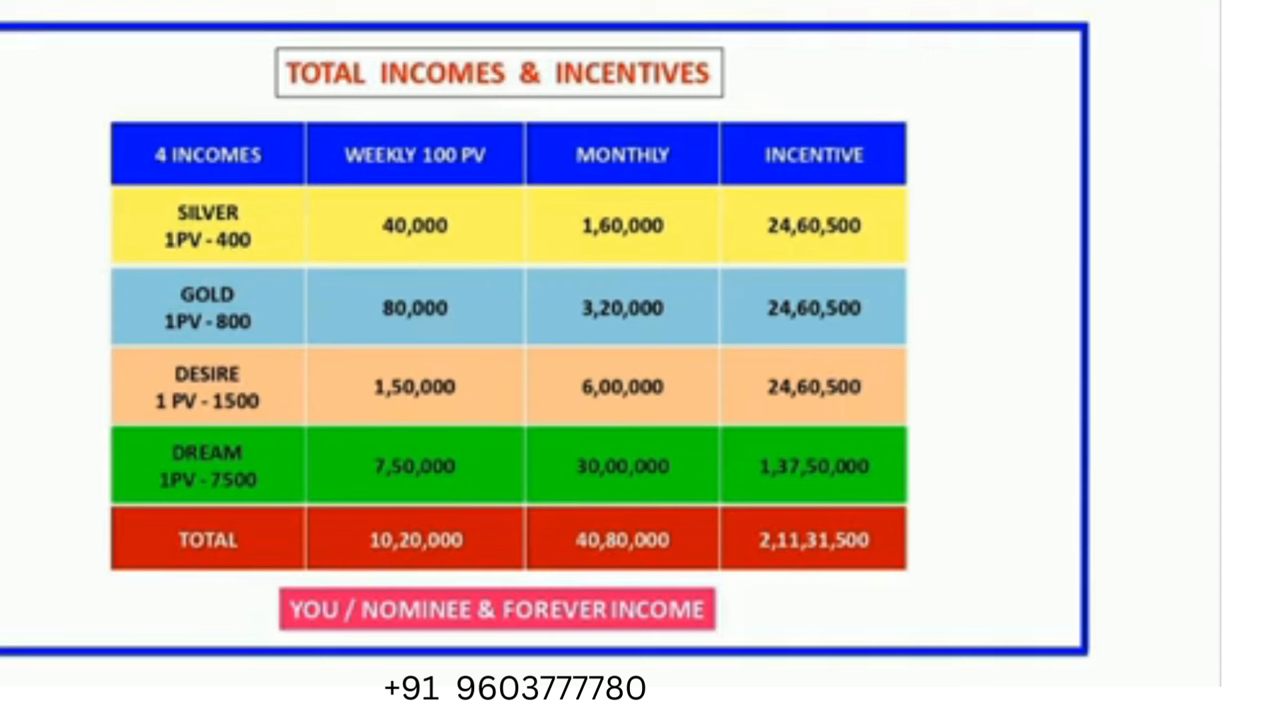 TOTAL INCOMES & INCENTIVES
4 INCOMES WEEKLY 100 PV MONTHLY INCENTIVE
SILVER
1PV - 400 40,000 1,60,000 24,60,500
GOLD
1PV - 800 80,000 3,20,000 24,60,500
DESIRE
1 PV - 1500 1,50,000 6,00,000 24,60,500
DREAM
1PV - 7500 7,50,000 30,00,000 1,37,50,000
TOTAL 10,20,000 40,80,000 2,11,31,500
YOU / NOMINEE & FOREVER INCOME
+91 9603777780